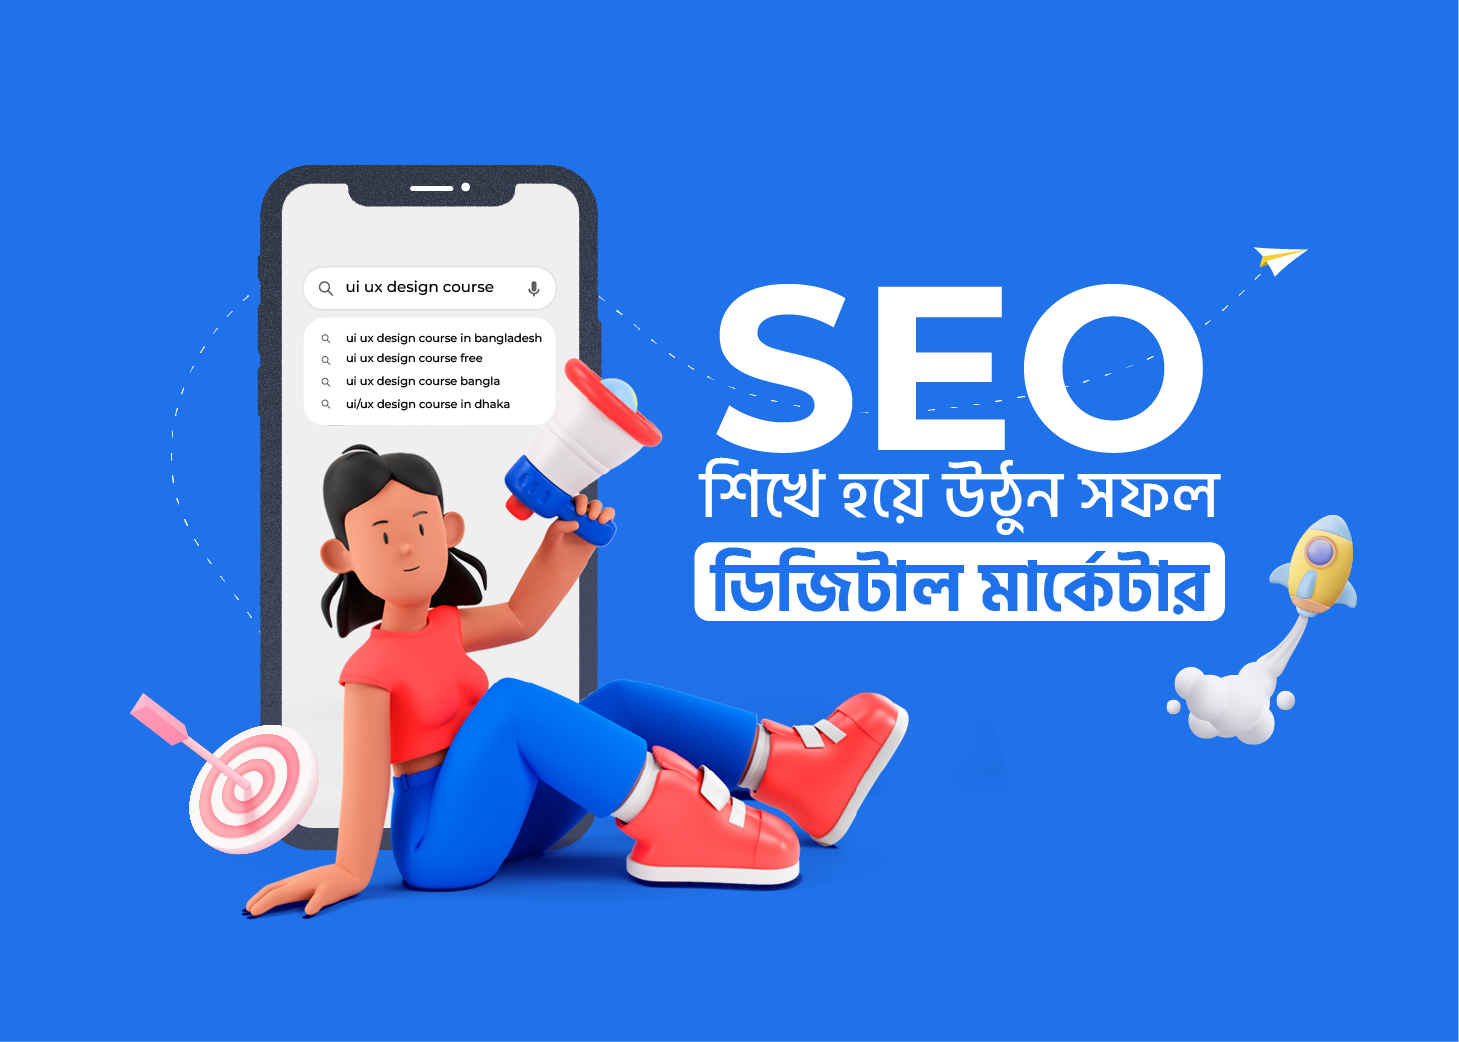 ui ux design course
ui ux design course in bangladesh
ui ux design course free
ui ux design course bangla
ui/ux design course in dhaka
SEO
শিখে হয়ে উঠুন সফল
ডিজিটাল মার্কেটার